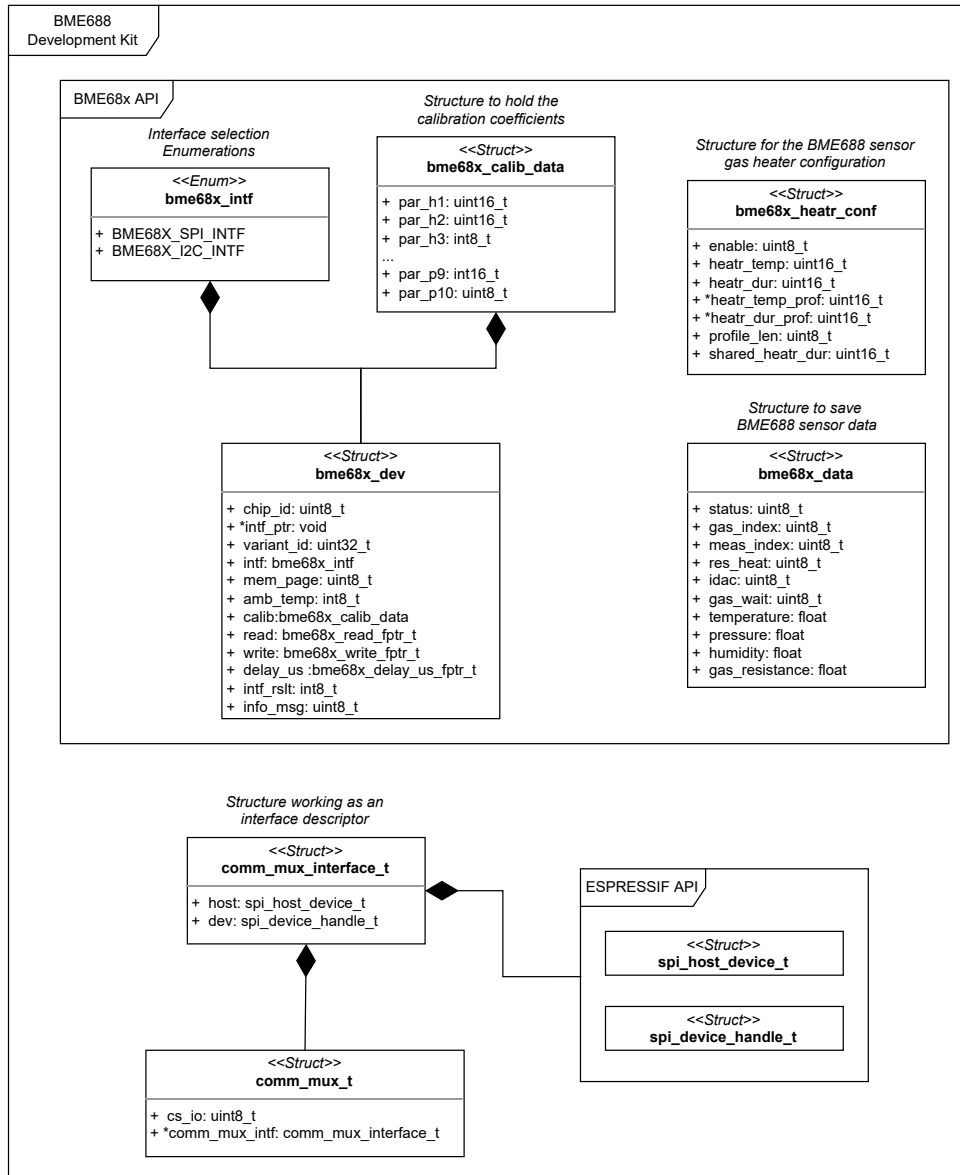 BME688
Development Kit
BME68x API
Interface selection
Enumerations
<<Enum>>
bme68x_intf
+ BME68X_SPI_INTF
+ BME68X_I2C_INTF
Structure to hold the
calibration coefficients
<<Struct>>
bme68x_calib_data
+ par_h1: uint16_t
+ par_h2: uint16_t
+ par_h3: int8_t
...
+ par_p9: int16_t
+ par_p10: uint8_t
Structure for the BME688 sensor
gas heater configuration
<<Struct>>
bme68x_heatr_conf
+ enable: uint8_t
+ heatr_temp: uint16_t
+ heatr_dur: uint16_t
+ *heatr_temp_prof: uint16_t
+ *heatr_dur_prof: uint16_t
+ profile_len: uint8_t
+ shared_heatr_dur: uint16_t
<<Struct>>
bme68x_dev
+ chip_id: uint8_t
+ *intf_ptr: void
+ variant_id: uint32_t
+ intf: bme68x_intf
+ mem_page: uint8_t
+ amb_temp: int8_t
+ calib:bme68x_calib_data
+ read: bme68x_read_fptr_t
+ write: bme68x_write_fptr_t
+ delay_us :bme68x_delay_us_fptr_t
+ intf_rslt: int8_t
+ info_msg: uint8_t
Structure to save
BME688 sensor data
<<Struct>>
bme68x_data
+ status: uint8_t
+ gas_index: uint8_t
+ meas_index: uint8_t
+ res_heat: uint8_t
+ idac: uint8_t
+ gas_wait: uint8_t
+ temperature: float
+ pressure: float
+ humidity: float
+ gas_resistance: float
Structure working as an
interface descriptor
<<Struct>>
comm_mux_interface_t
+ host: spi_host_device_t
+ dev: spi_device_handle_t
ESPRESSIF API
<<Struct>>
spi_host_device_t
<<Struct>>
spi_device_handle_t
<<Struct>>
comm_mux_t
+ cs_io: uint8_t
+ *comm_mux_intf: comm_mux_interface_t